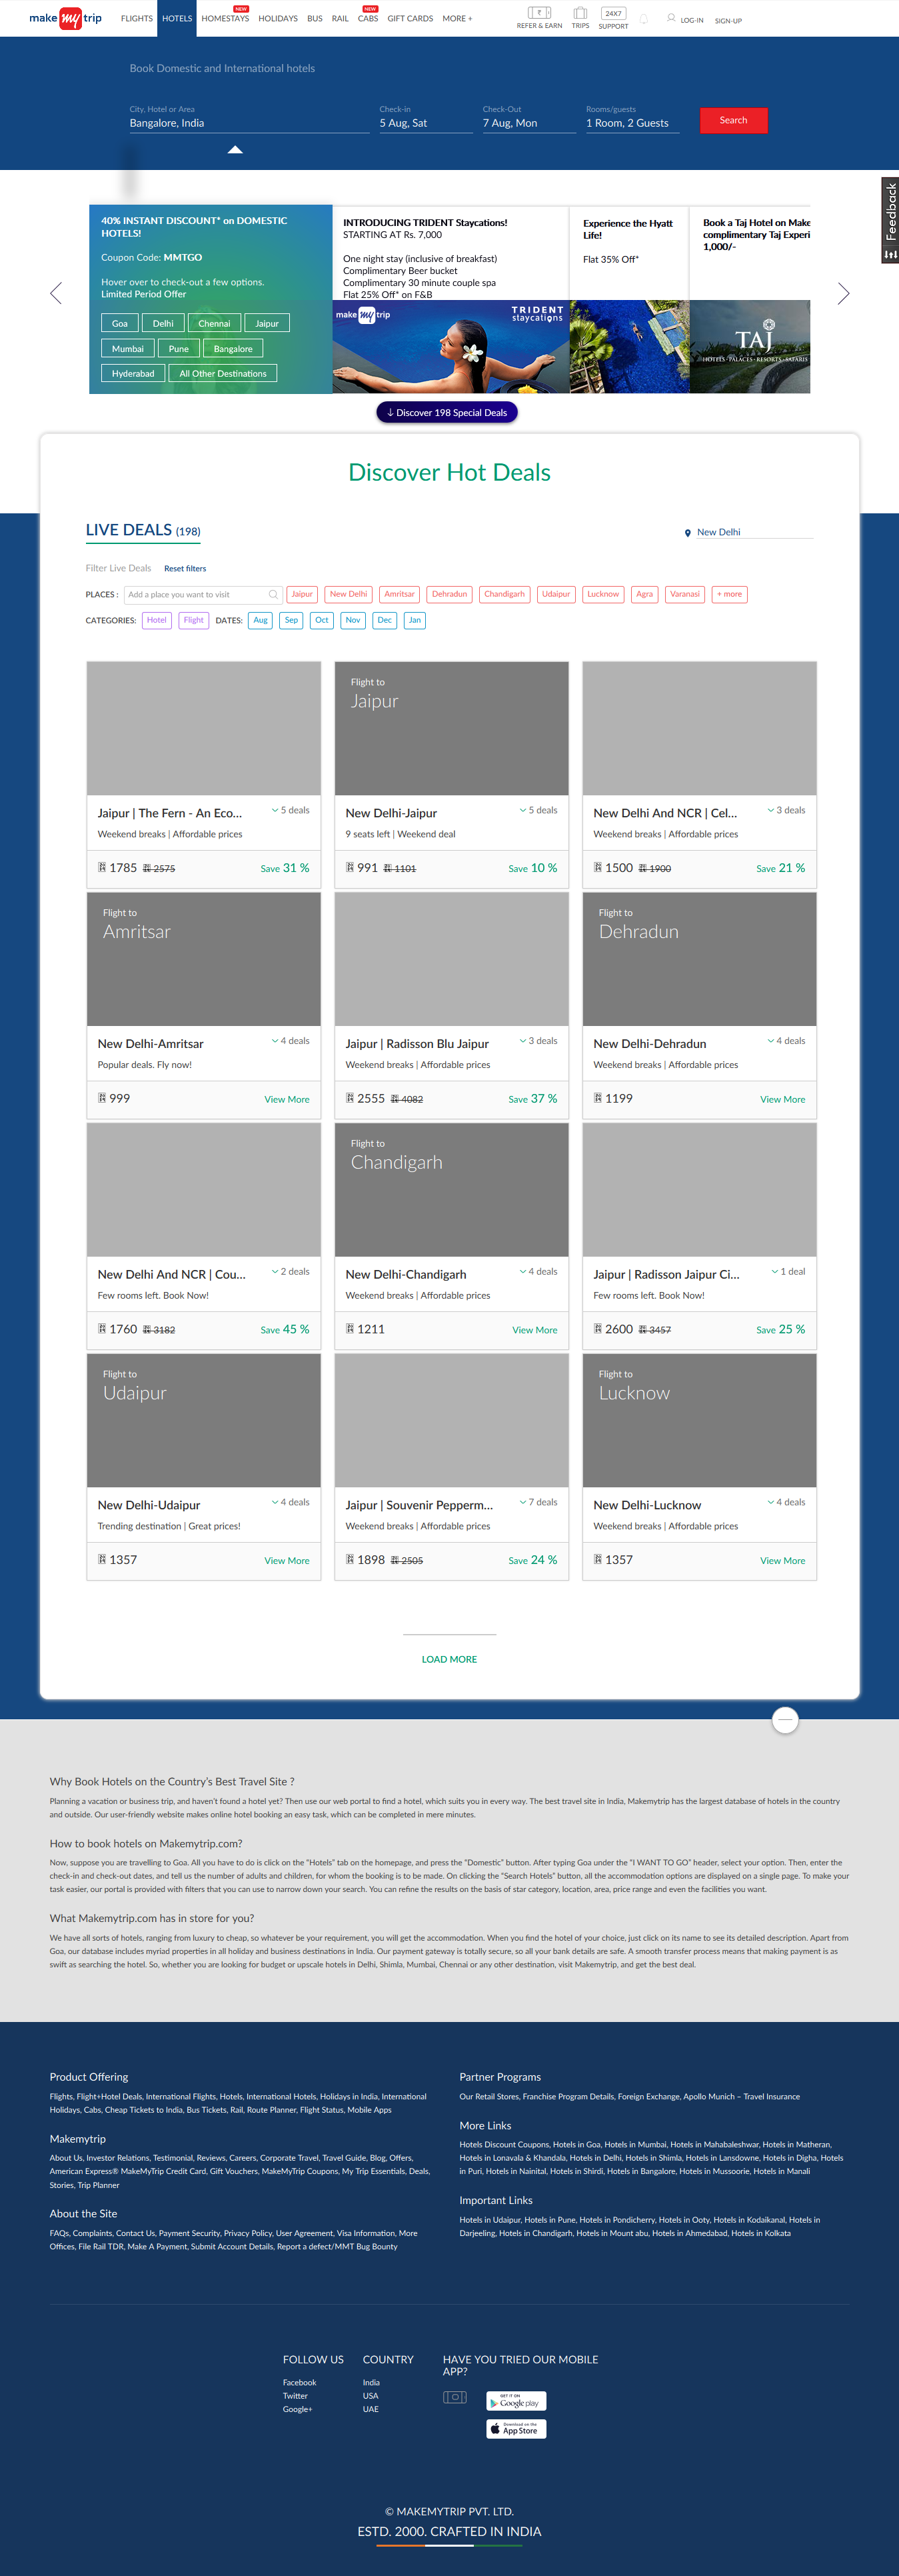 make my trip
FLIGHTS
HOTELS
NEW
HOMESTAYS
HOLIDAYS
BUS
RAIL
NEW
CABS
GIFT CARDS
MORE +
REFER & EARN
TRIPS
24X7
SUPPORT
LOG-IN
SIGN-UP
Book Domestic and International hotels
City, Hotel or Area
Bangalore, India
Check-in
5 Aug, Sat
Check-Out
7 Aug, Mon
Rooms/guests
1 Room, 2 Guests
Search
Feedback
40% INSTANT DISCOUNT* on DOMESTIC
HOTELS!
Coupon Code: MMTGO
Hover over to check-out a few options.
Limited Period Offer
Goa Delhi Chennai Jaipur
Mumbai Pune Bangalore
Hyderabad All Other Destinations
INTRODUCING TRIDENT Staycations!
STARTING AT Rs. 7,000
One night stay (inclusive of breakfast)
Complimentary Beer bucket
Complimentary 30 minute couple spa
Flat 25% Off* on F&B
make my trip
TRIDENT
staycations
Experience the Hyatt
Life!
Flat 35% Off*
Book a Taj Hotel on Make
complimentary Taj Experi
1,000/-
TAJ
HOTELS · PALACES · RESORTS · SAFARIS
↓ Discover 198 Special Deals
Discover Hot Deals
LIVE DEALS (198)
New Delhi
Filter Live Deals Reset filters
PLACES : Add a place you want to visit Jaipur New Delhi Amritsar Dehradun Chandigarh Udaipur Lucknow Agra Varanasi + more
CATEGORIES: Hotel Flight DATES: Aug Sep Oct Nov Dec Jan
Jaipur | The Fern - An Eco... 5 deals
Weekend breaks | Affordable prices
1785 2575 Save 31 %
Flight to
Jaipur
New Delhi-Jaipur 5 deals
9 seats left | Weekend deal
991 1101 Save 10 %
New Delhi And NCR | Cel... 3 deals
Weekend breaks | Affordable prices
1500 1900 Save 21 %
Flight to
Amritsar
New Delhi-Amritsar 4 deals
Popular deals. Fly now!
999 View More
Jaipur | Radisson Blu Jaipur 3 deals
Weekend breaks | Affordable prices
2555 4082 Save 37 %
Flight to
Dehradun
New Delhi-Dehradun 4 deals
Weekend breaks | Affordable prices
1199 View More
New Delhi And NCR | Cou... 2 deals
Few rooms left. Book Now!
1760 3182 Save 45 %
Flight to
Chandigarh
New Delhi-Chandigarh 4 deals
Weekend breaks | Affordable prices
1211 View More
Jaipur | Radisson Jaipur Ci... 1 deal
Few rooms left. Book Now!
2600 3457 Save 25 %
Flight to
Udaipur
New Delhi-Udaipur 4 deals
Trending destination | Great prices!
1357 View More
Jaipur | Souvenir Pepperm... 7 deals
Weekend breaks | Affordable prices
1898 2505 Save 24 %
Flight to
Lucknow
New Delhi-Lucknow 4 deals
Weekend breaks | Affordable prices
1357 View More
LOAD MORE
Why Book Hotels on the Country's Best Travel Site ?
Planning a vacation or business trip, and haven't found a hotel yet? Then use our web portal to find a hotel, which suits you in every way. The best travel site in India, Makemytrip has the largest database of hotels in the country
and outside. Our user-friendly website makes online hotel booking an easy task, which can be completed in mere minutes.
How to book hotels on Makemytrip.com?
Now, suppose you are travelling to Goa. All you have to do is click on the "Hotels" tab on the homepage, and press the "Domestic" button. After typing Goa under the "I WANT TO GO" header, select your option. Then, enter the
check-in and check-out dates, and tell us the number of adults and children, for whom the booking is to be made. On clicking the "Search Hotels" button, all the accommodation options are displayed on a single page. To make your
task easier, our portal is provided with filters that you can use to narrow down your search. You can refine the results on the basis of star category, location, area, price range and even the facilities you want.
What Makemytrip.com has in store for you?
We have all sorts of hotels, ranging from luxury to cheap, so whatever be your requirement, you will get the accommodation. When you find the hotel of your choice, just click on its name to see its detailed description. Apart from
Goa, our database includes myriad properties in all holiday and business destinations in India. Our payment gateway is totally secure, so all your bank details are safe. A smooth transfer process means that making payment is as
swift as searching the hotel. So, whether you are looking for budget or upscale hotels in Delhi, Shimla, Mumbai, Chennai or any other destination, visit Makemytrip, and get the best deal.
Product Offering
Flights, Flight+Hotel Deals, International Flights, Hotels, International Hotels, Holidays in India, International
Holidays, Cabs, Cheap Tickets to India, Bus Tickets, Rail, Route Planner, Flight Status, Mobile Apps
Makemytrip
About Us, Investor Relations, Testimonial, Reviews, Careers, Corporate Travel, Travel Guide, Blog, Offers,
American Express® MakeMyTrip Credit Card, Gift Vouchers, MakeMyTrip Coupons, My Trip Essentials, Deals,
Stories, Trip Planner
About the Site
FAQs, Complaints, Contact Us, Payment Security, Privacy Policy, User Agreement, Visa Information, More
Offices, File Rail TDR, Make A Payment, Submit Account Details, Report a defect/MMT Bug Bounty
Partner Programs
Our Retail Stores, Franchise Program Details, Foreign Exchange, Apollo Munich – Travel Insurance
More Links
Hotels Discount Coupons, Hotels in Goa, Hotels in Mumbai, Hotels in Mahabaleshwar, Hotels in Matheran,
Hotels in Lonavala & Khandala, Hotels in Delhi, Hotels in Shimla, Hotels in Lansdowne, Hotels in Digha, Hotels
in Puri, Hotels in Nainital, Hotels in Shirdi, Hotels in Bangalore, Hotels in Mussoorie, Hotels in Manali
Important Links
Hotels in Udaipur, Hotels in Pune, Hotels in Pondicherry, Hotels in Ooty, Hotels in Kodaikanal, Hotels in
Darjeeling, Hotels in Chandigarh, Hotels in Mount abu, Hotels in Ahmedabad, Hotels in Kolkata
FOLLOW US
Facebook
Twitter
Google+
COUNTRY
India
USA
UAE
HAVE YOU TRIED OUR MOBILE
APP?
GET IT ON
Google play
Download on the
App Store
© MAKEMYTRIP PVT. LTD.
ESTD. 2000. CRAFTED IN INDIA